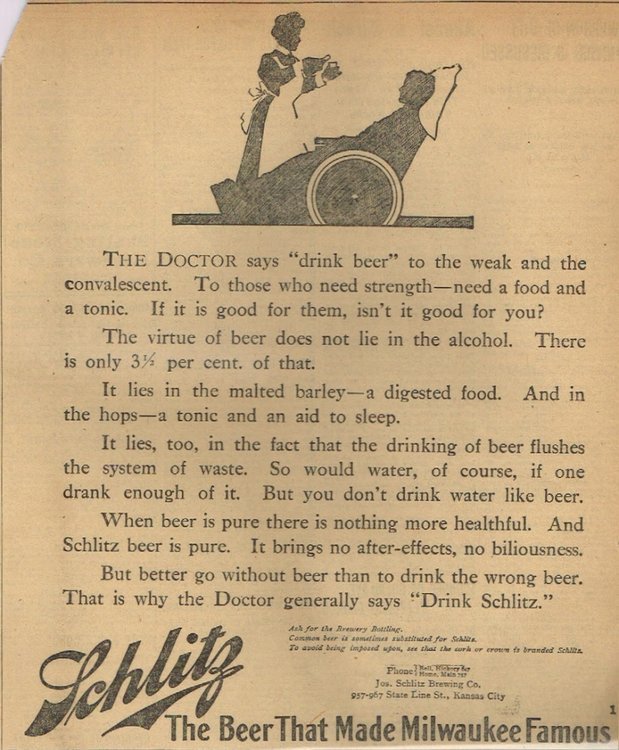 THE DOCTOR says “drink beer” to the weak and the
convalescent. To those who need strength—need a food and
a tonic. If it is good for them, isn't it good for you?
The virtue of beer does not lie in the alcohol. There
is only 3½ per cent. of that.
It lies in the malted barley—a digested food. And in
the hops—a tonic and an aid to sleep.
It lies, too, in the fact that the drinking of beer flushes
the system of waste. So would water, of course, if one
drank enough of it. But you don't drink water like beer.
When beer is pure there is nothing more healthful. And
Schlitz beer is pure. It brings no after-effects, no biliousness.
But better go without beer than to drink the wrong beer.
That is why the Doctor generally says “Drink Schlitz.”
Ask for the Brewery Bottling.
Common beer is sometimes substituted for Schlitz.
To avoid being imposed upon, see that the cork or crown is branded Schlitz.
Phone Bell, Hickory
Home, Main
Jos. Schlitz Brewing Co.
957-967 State Line St., Kansas City
Schlitz
1
The Beer That Made Milwaukee Famous